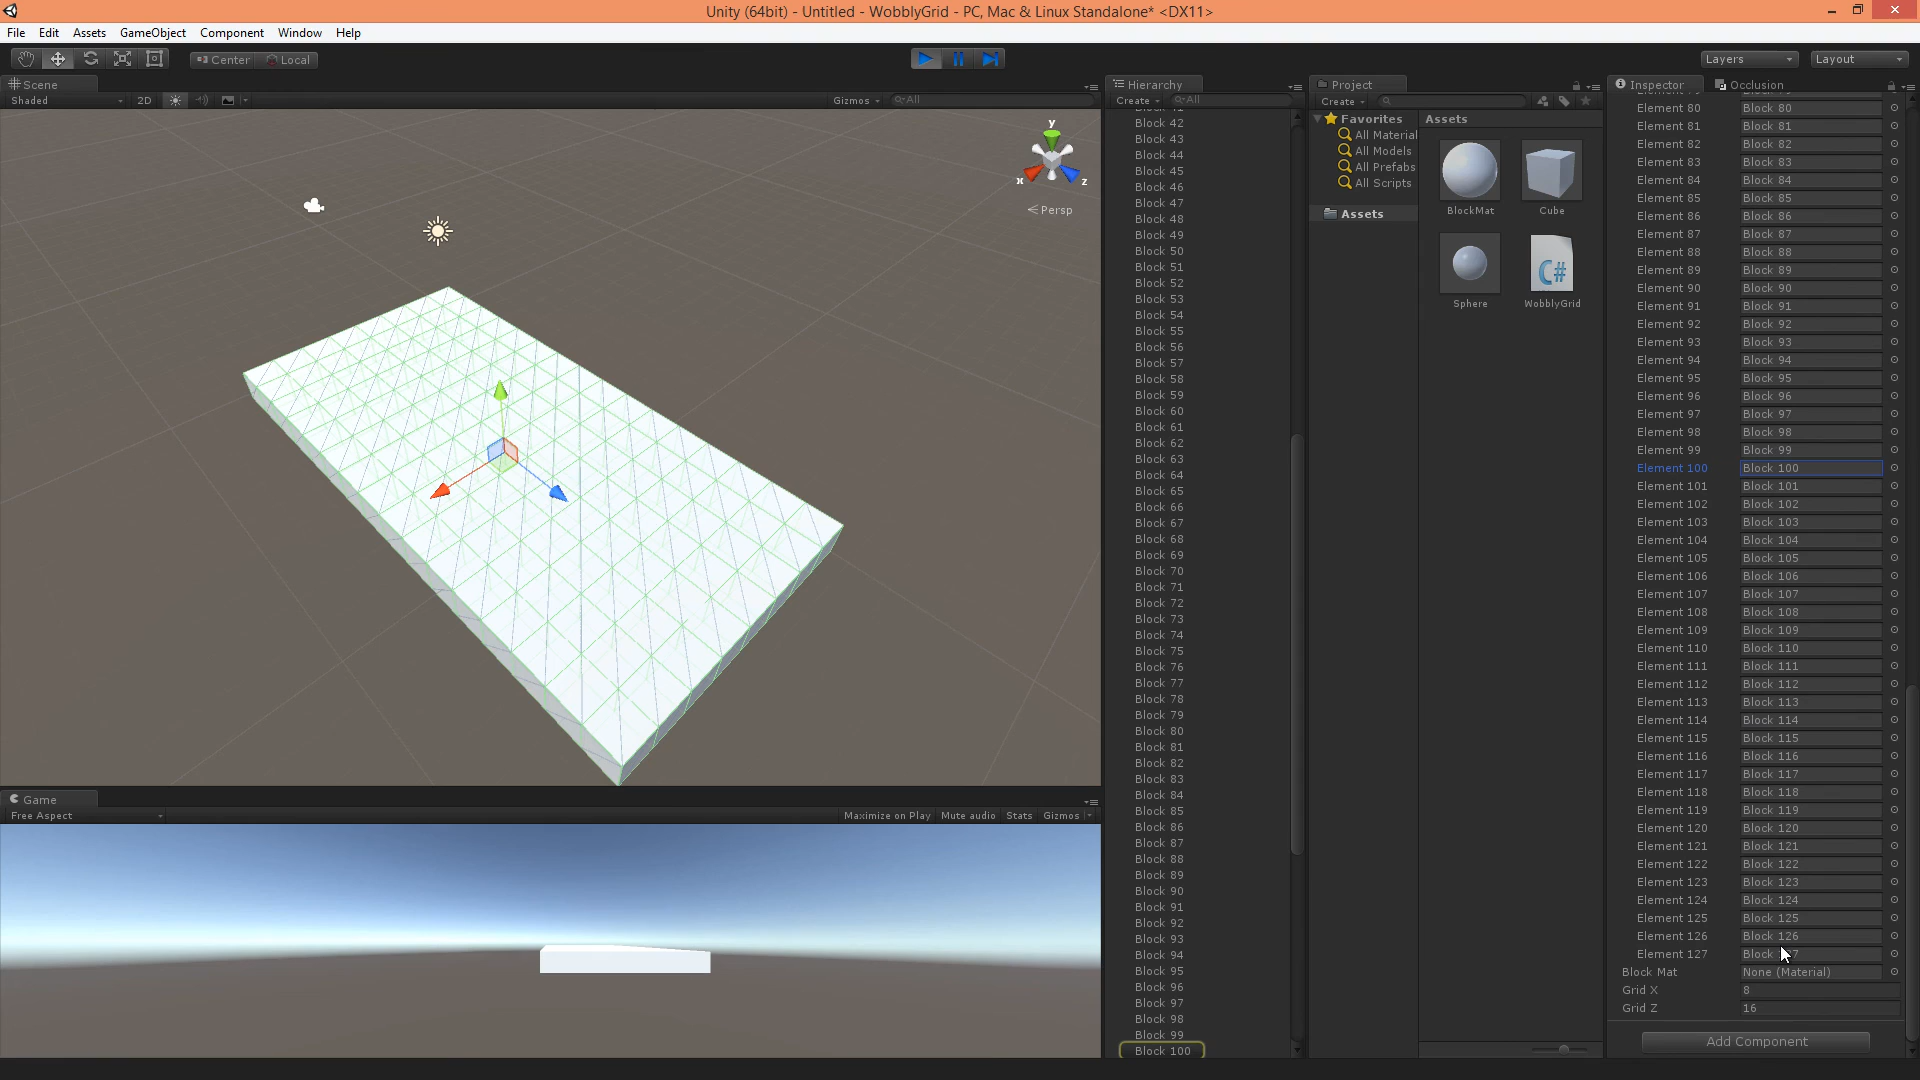 Unity (64bit) - Untitled - WobblyGrid - PC, Mac & Linux Standalone* <DX11>
File Edit Assets GameObject Component Window Help
Center Local
Layers Layout
Scene
Shaded 2D Gizmos All
y
x
z
Persp
Game
Free Aspect Maximize on Play Mute audio Stats Gizmos
Hierarchy
Create All
Block 42
Block 43
Block 44
Block 45
Block 46
Block 47
Block 48
Block 49
Block 50
Block 51
Block 52
Block 53
Block 54
Block 55
Block 56
Block 57
Block 58
Block 59
Block 60
Block 61
Block 62
Block 63
Block 64
Block 65
Block 66
Block 67
Block 68
Block 69
Block 70
Block 71
Block 72
Block 73
Block 74
Block 75
Block 76
Block 77
Block 78
Block 79
Block 80
Block 81
Block 82
Block 83
Block 84
Block 85
Block 86
Block 87
Block 88
Block 89
Block 90
Block 91
Block 92
Block 93
Block 94
Block 95
Block 96
Block 97
Block 98
Block 99
Block 100
Project
Create
Favorites
All Material
All Models
All Prefabs
All Scripts
Assets
Assets
BlockMat
Cube
Sphere
C#
WobblyGrid
Inspector Occlusion
Element 80 Block 80
Element 81 Block 81
Element 82 Block 82
Element 83 Block 83
Element 84 Block 84
Element 85 Block 85
Element 86 Block 86
Element 87 Block 87
Element 88 Block 88
Element 89 Block 89
Element 90 Block 90
Element 91 Block 91
Element 92 Block 92
Element 93 Block 93
Element 94 Block 94
Element 95 Block 95
Element 96 Block 96
Element 97 Block 97
Element 98 Block 98
Element 99 Block 99
Element 100 Block 100
Element 101 Block 101
Element 102 Block 102
Element 103 Block 103
Element 104 Block 104
Element 105 Block 105
Element 106 Block 106
Element 107 Block 107
Element 108 Block 108
Element 109 Block 109
Element 110 Block 110
Element 111 Block 111
Element 112 Block 112
Element 113 Block 113
Element 114 Block 114
Element 115 Block 115
Element 116 Block 116
Element 117 Block 117
Element 118 Block 118
Element 119 Block 119
Element 120 Block 120
Element 121 Block 121
Element 122 Block 122
Element 123 Block 123
Element 124 Block 124
Element 125 Block 125
Element 126 Block 126
Element 127 Block
Block Mat None (Material)
Grid X 8
Grid Z 16
Add Component